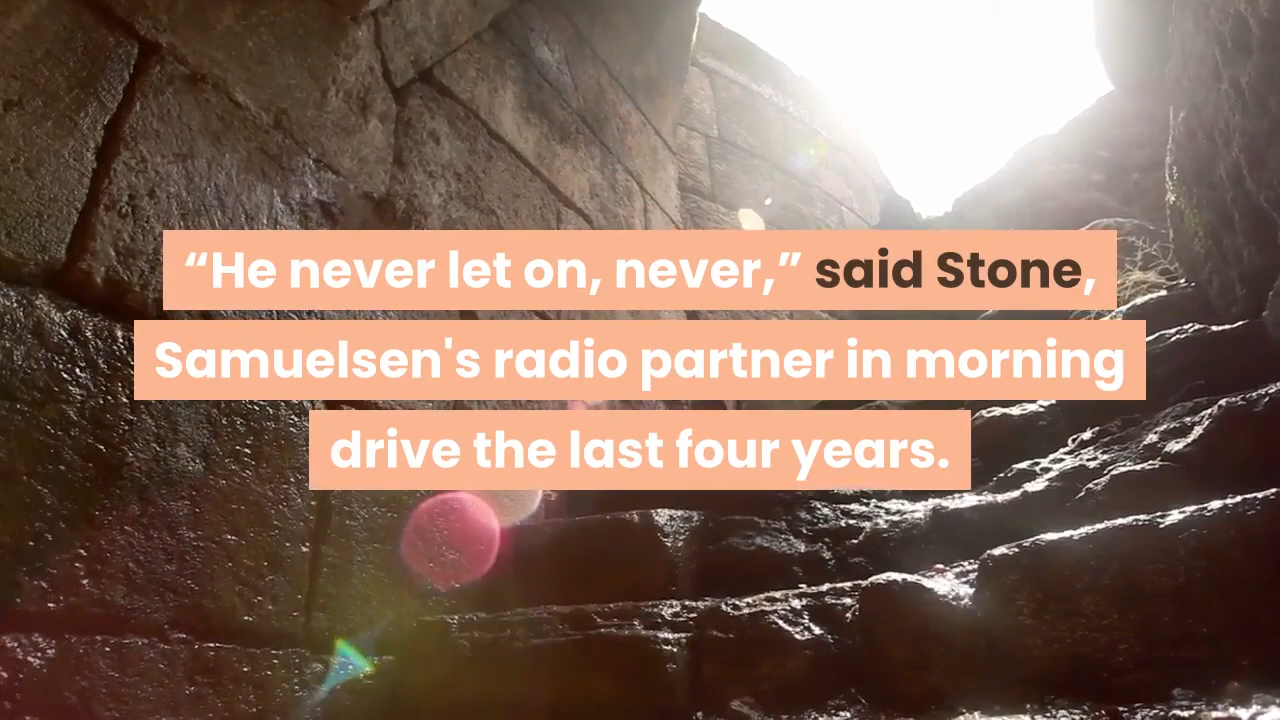 “He never let on, never,” said Stone,
Samuelsen's radio partner in morning
drive the last four years.